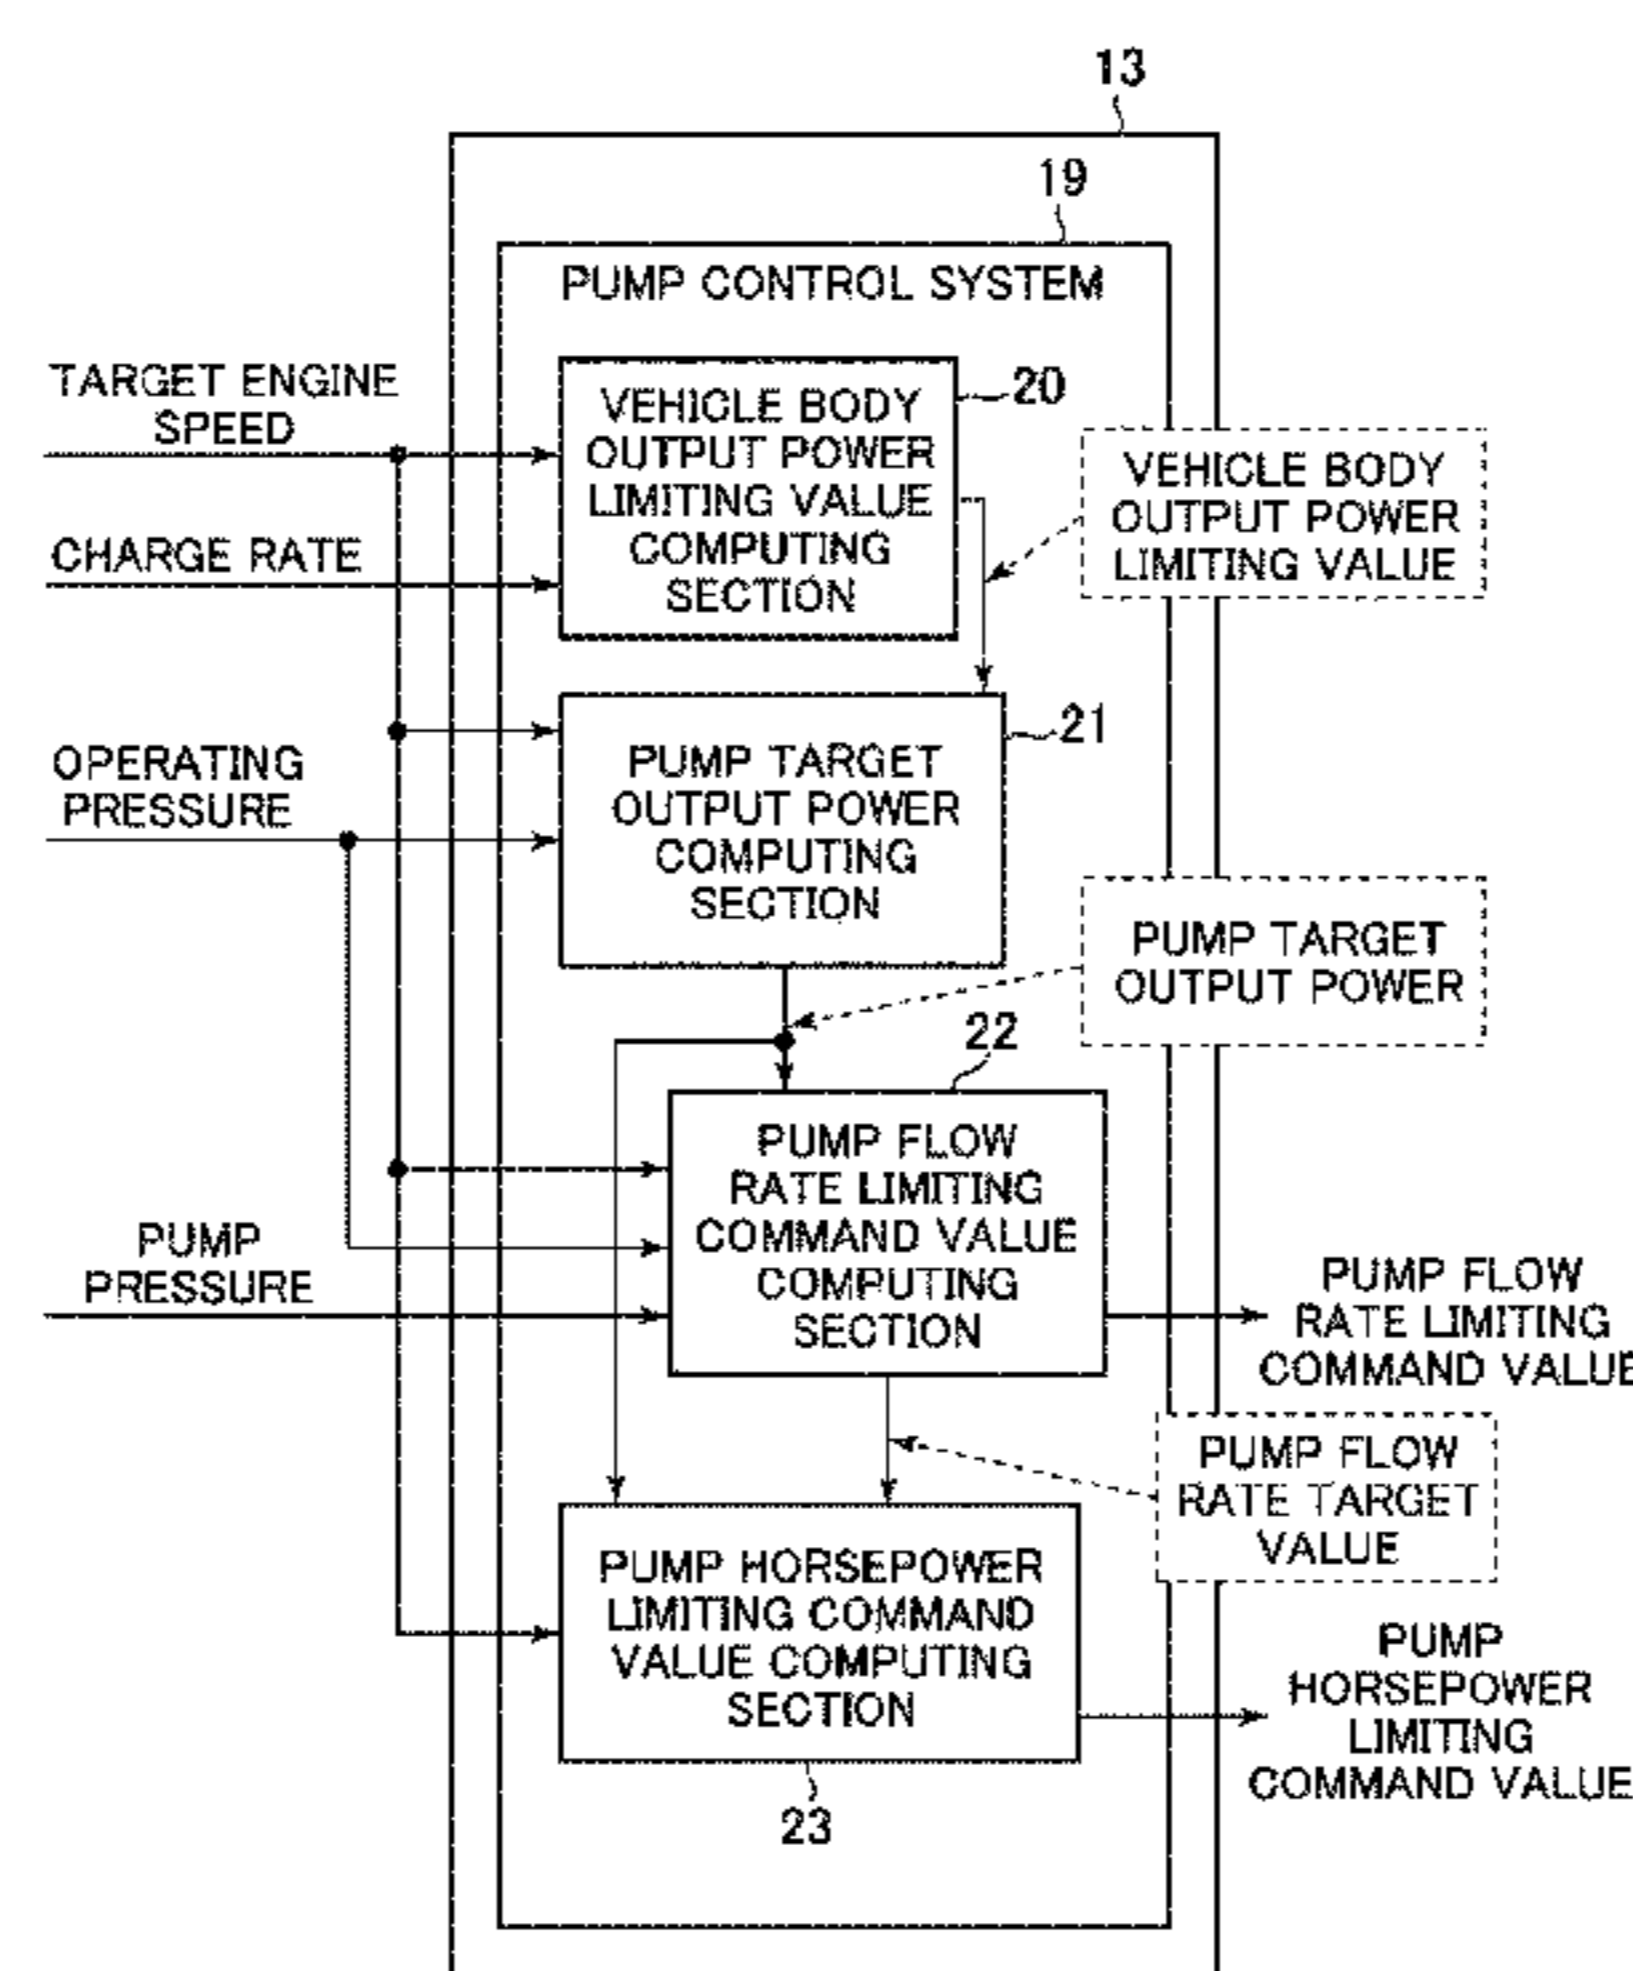 13
19
PUMP CONTROL SYSTEM
TARGET ENGINE
SPEED
CHARGE RATE
VEHICLE BODY
OUTPUT POWER
LIMITING VALUE
COMPUTING
SECTION
20
VEHICLE BODY
OUTPUT POWER
LIMITING VALUE
OPERATING
PRESSURE
PUMP TARGET
OUTPUT POWER
COMPUTING
SECTION
21
PUMP TARGET
OUTPUT POWER
22
PUMP
PRESSURE
PUMP FLOW
RATE LIMITING
COMMAND VALUE
COMPUTING
SECTION
PUMP FLOW
RATE LIMITING
COMMAND VALUE
PUMP FLOW
RATE TARGET
VALUE
PUMP HORSEPOWER
LIMITING COMMAND
VALUE COMPUTING
SECTION
23
PUMP
HORSEPOWER
LIMITING
COMMAND VALUE